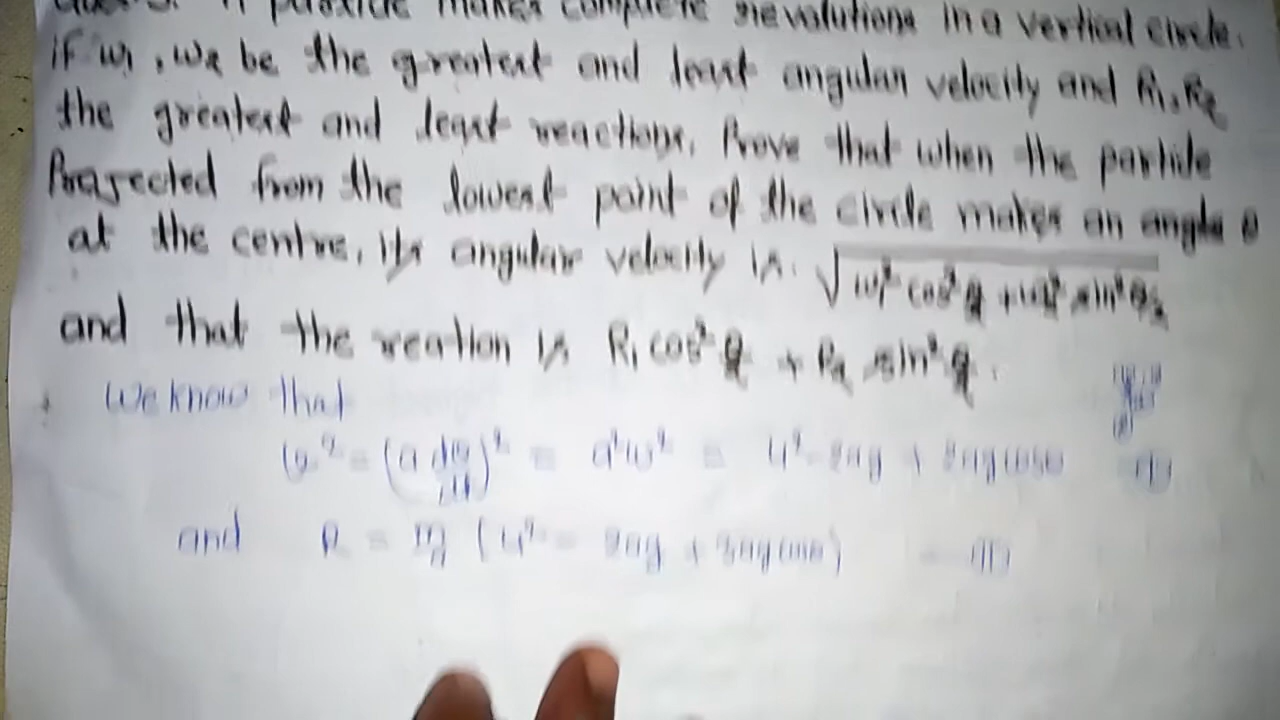 A particle makes complete revolutions in a vertical circle.
if ω₁, ω₂ be the greatest and least angular velocity and R₁, R₂
the greatest and least reactions. Prove that when the particle
Projected from the lowest point of the circle makes an angle θ
at the centre, its angular velocity is. √ω₁² cos² θ/2 + ω₂² sin² θ/2
and that the reation is R₁ cos² θ/2 + R₂ sin² θ/2.
We know that
v² = (a dθ/dt)² = a²ω² = u² - 2ag + 2ag cosθ
and R = m/a (u² - 2ag + 3ag cosθ)